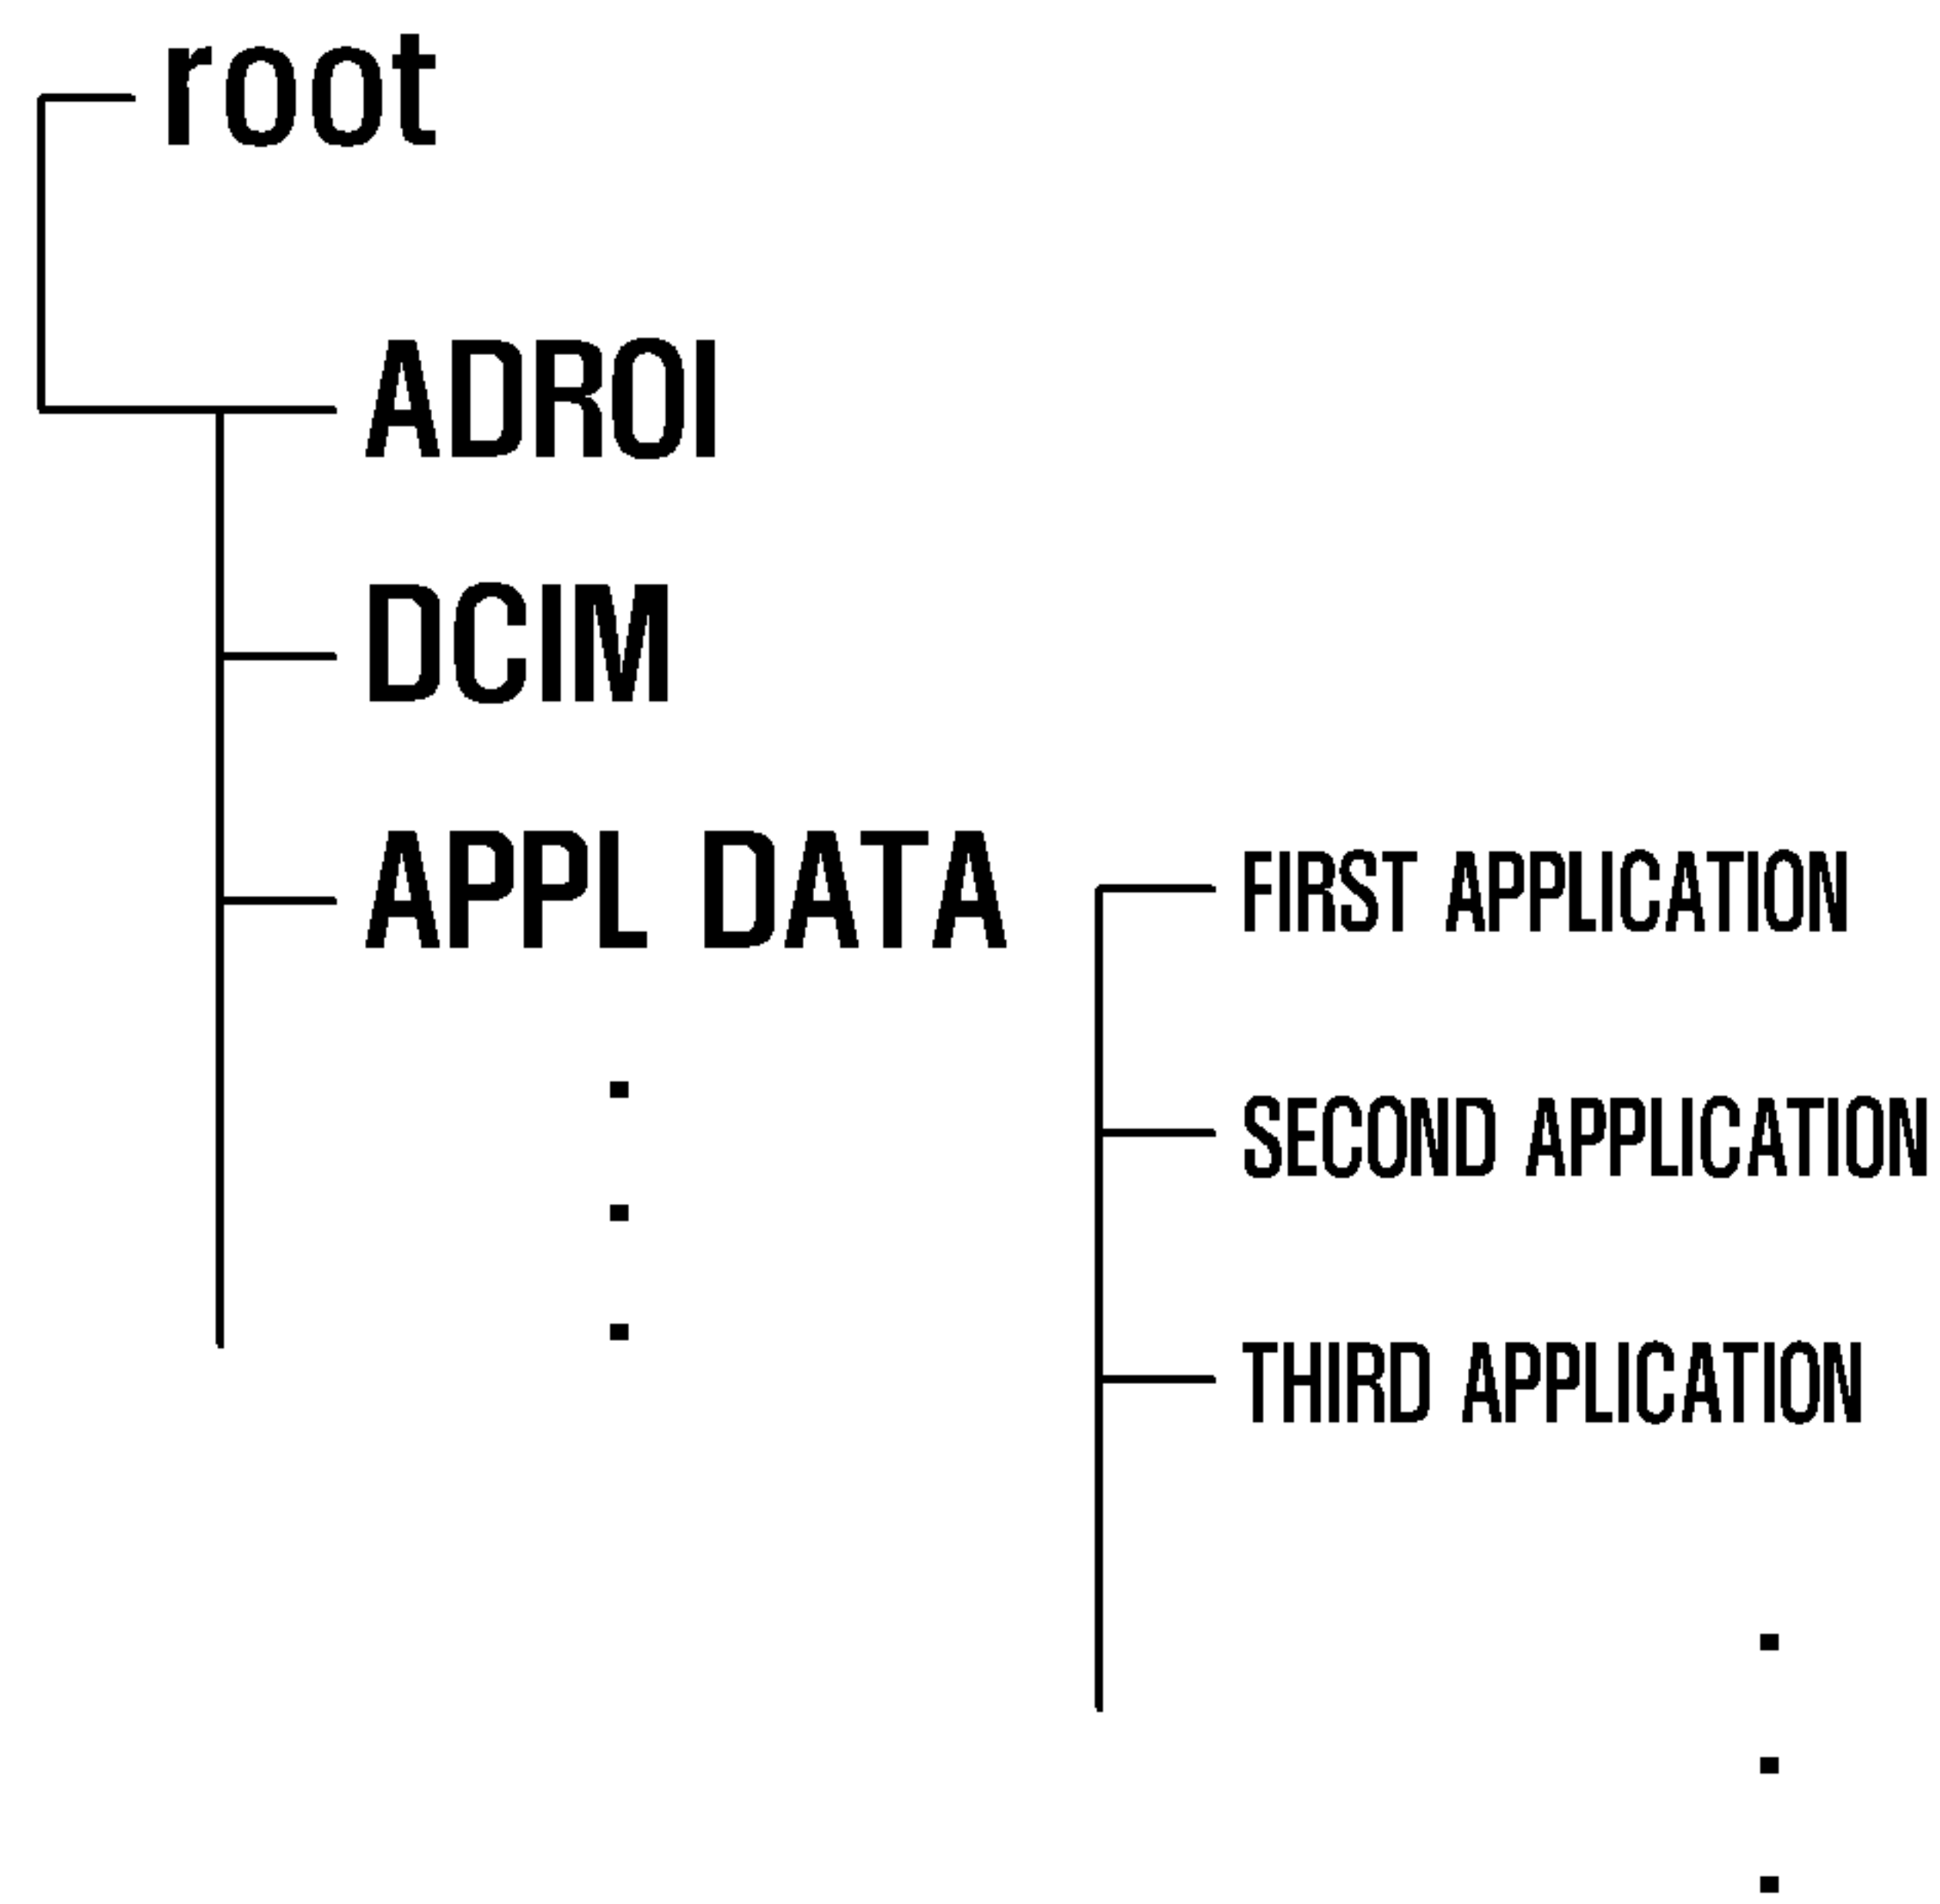 root
ADROI
DCIM
APPL DATA
.
.
.
FIRST APPLICATION
SECOND APPLICATION
THIRD APPLICATION
.
.
.